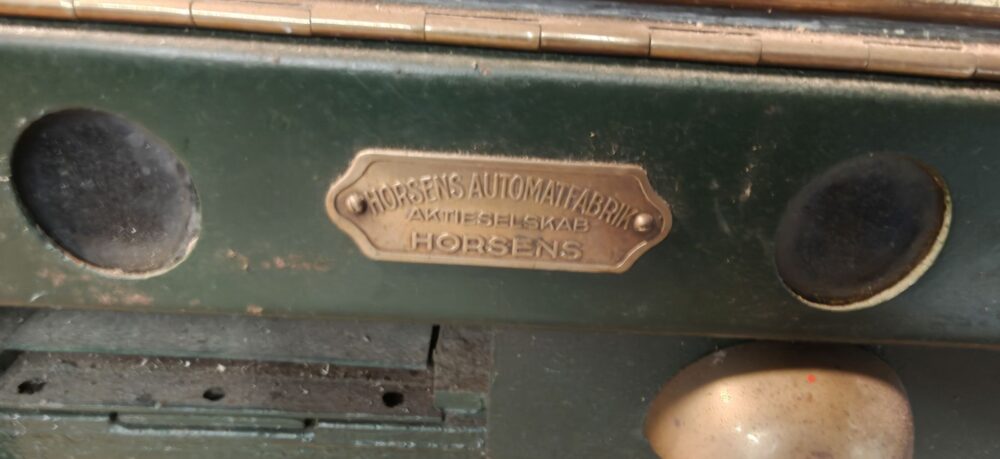 HORSENS AUTOMATFABRIK
AKTIESELSKAB
HORSENS